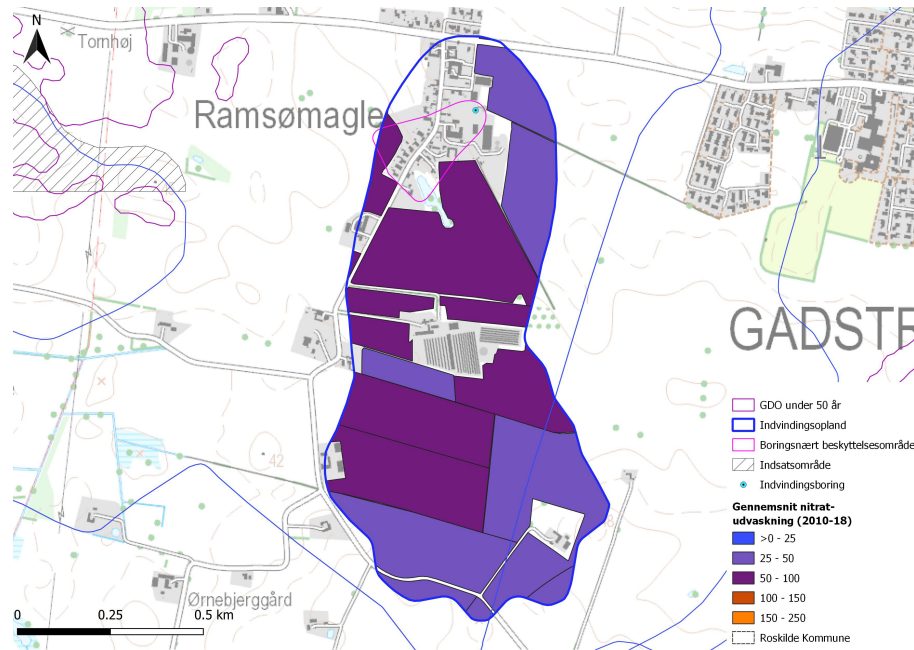 N
Tornhøj
Ramsømagle
GADSTR
42
Ørnebjerggård
0 0.25 0.5 km
GDO under 50 år
Indvindingsopland
Boringsnært beskyttelsesområde
Indsatsområde
Indvindingsboring
Gennemsnit nitrat-
udvaskning (2010-18)
>0 - 25
25 - 50
50 - 100
100 - 150
150 - 250
Roskilde Kommune